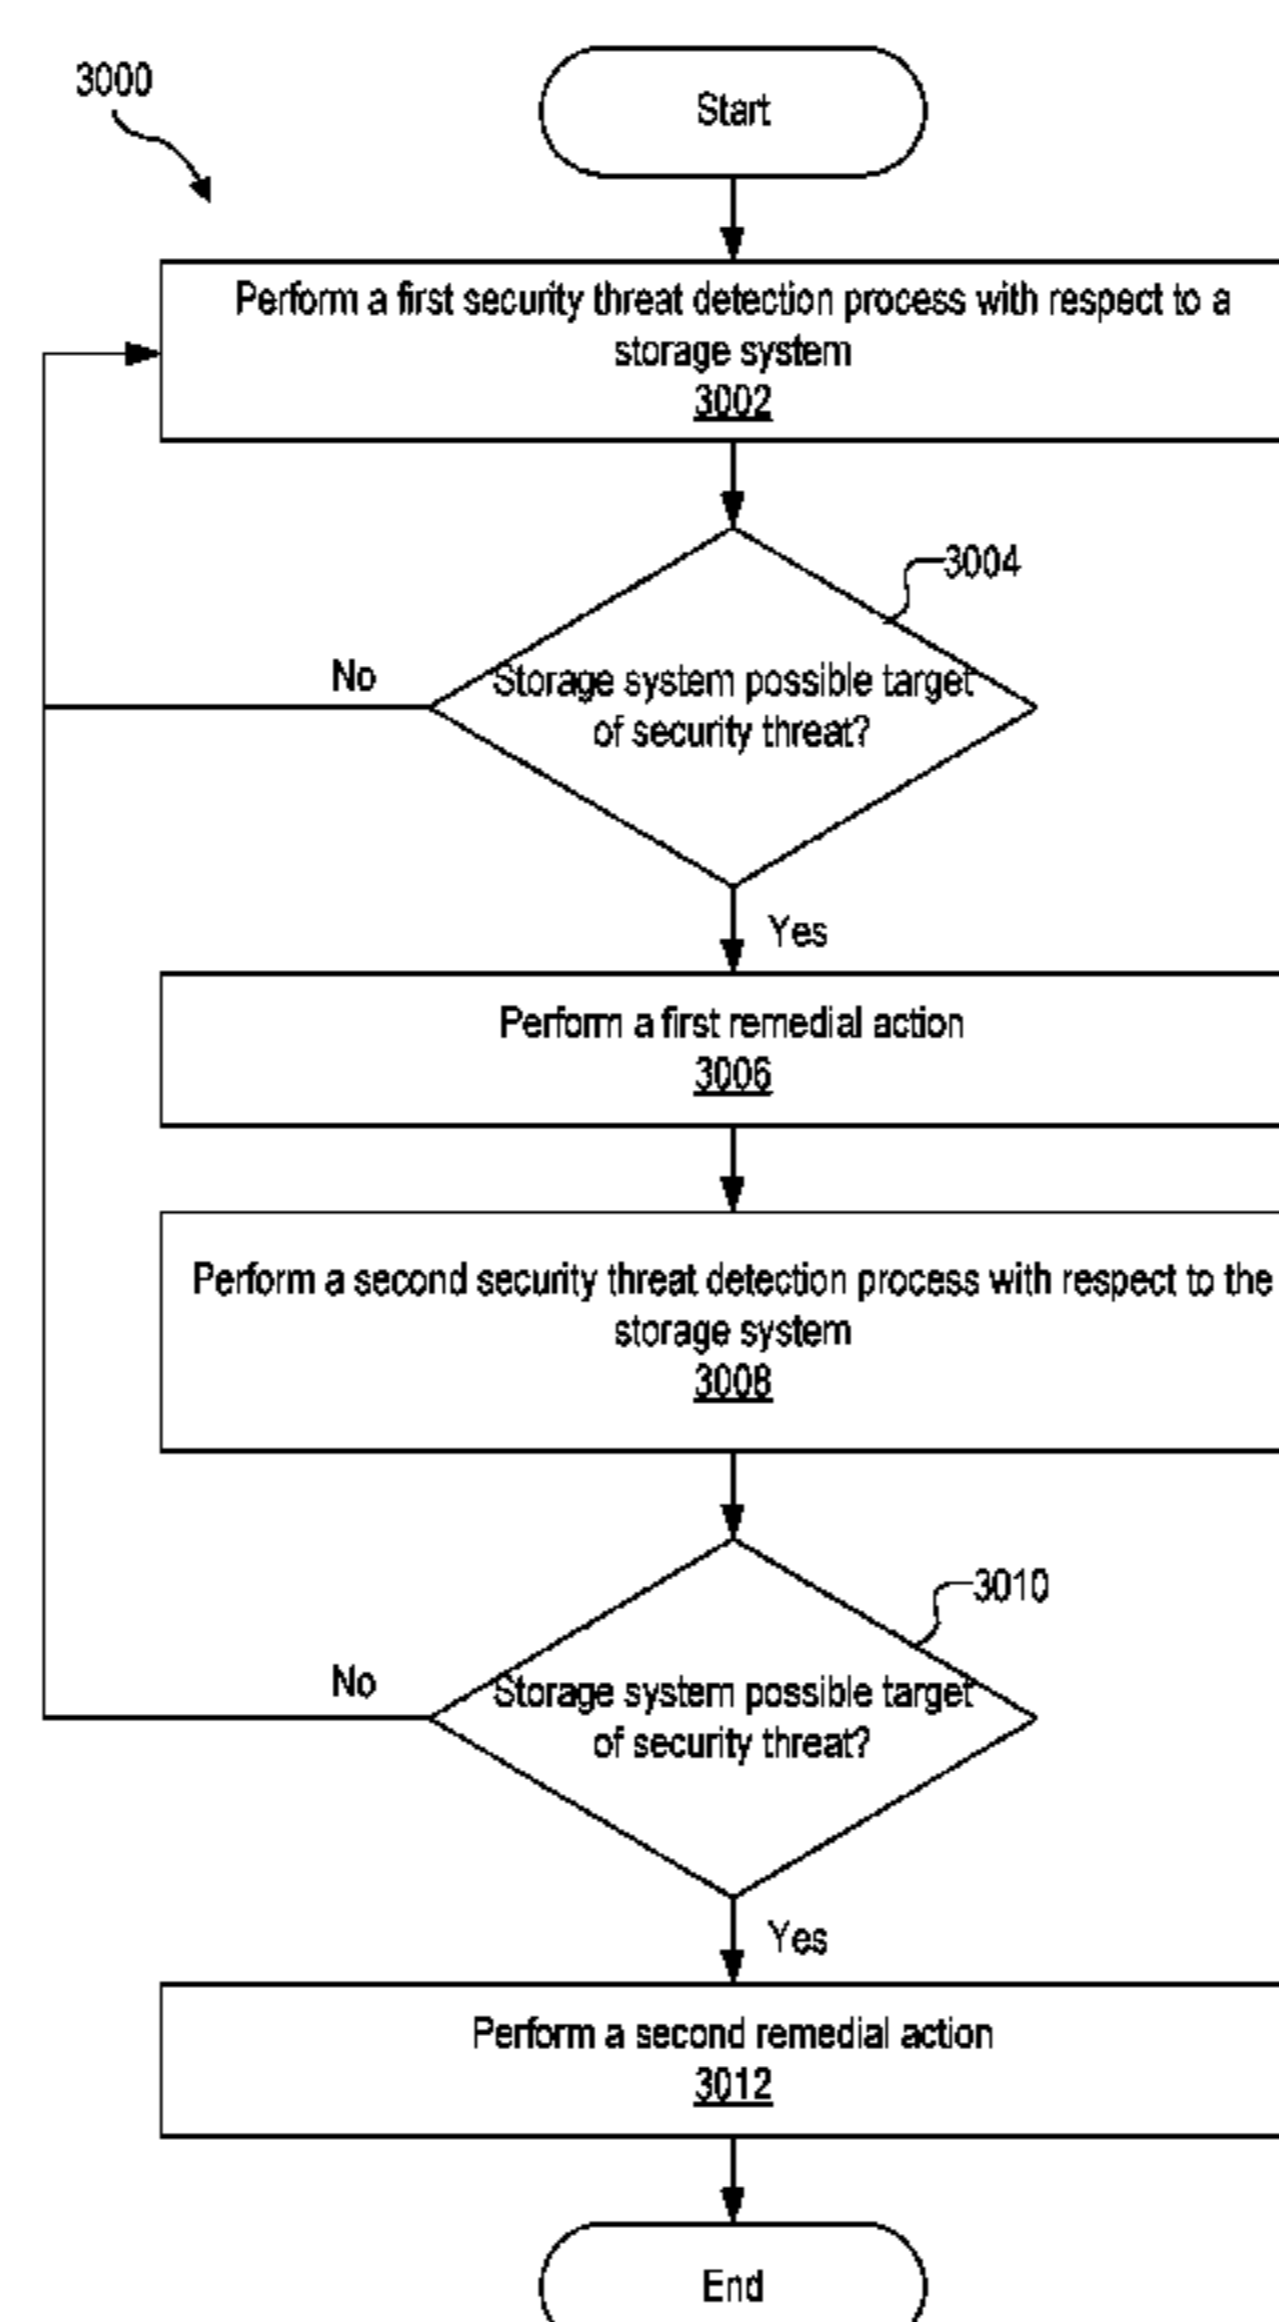 3000
Start
Perform a first security threat detection process with respect to a
storage system
3002
3004
Storage system possible target
of security threat?
No
Yes
Perform a first remedial action
3006
Perform a second security threat detection process with respect to the
storage system
3008
3010
Storage system possible target
of security threat?
No
Yes
Perform a second remedial action
3012
End